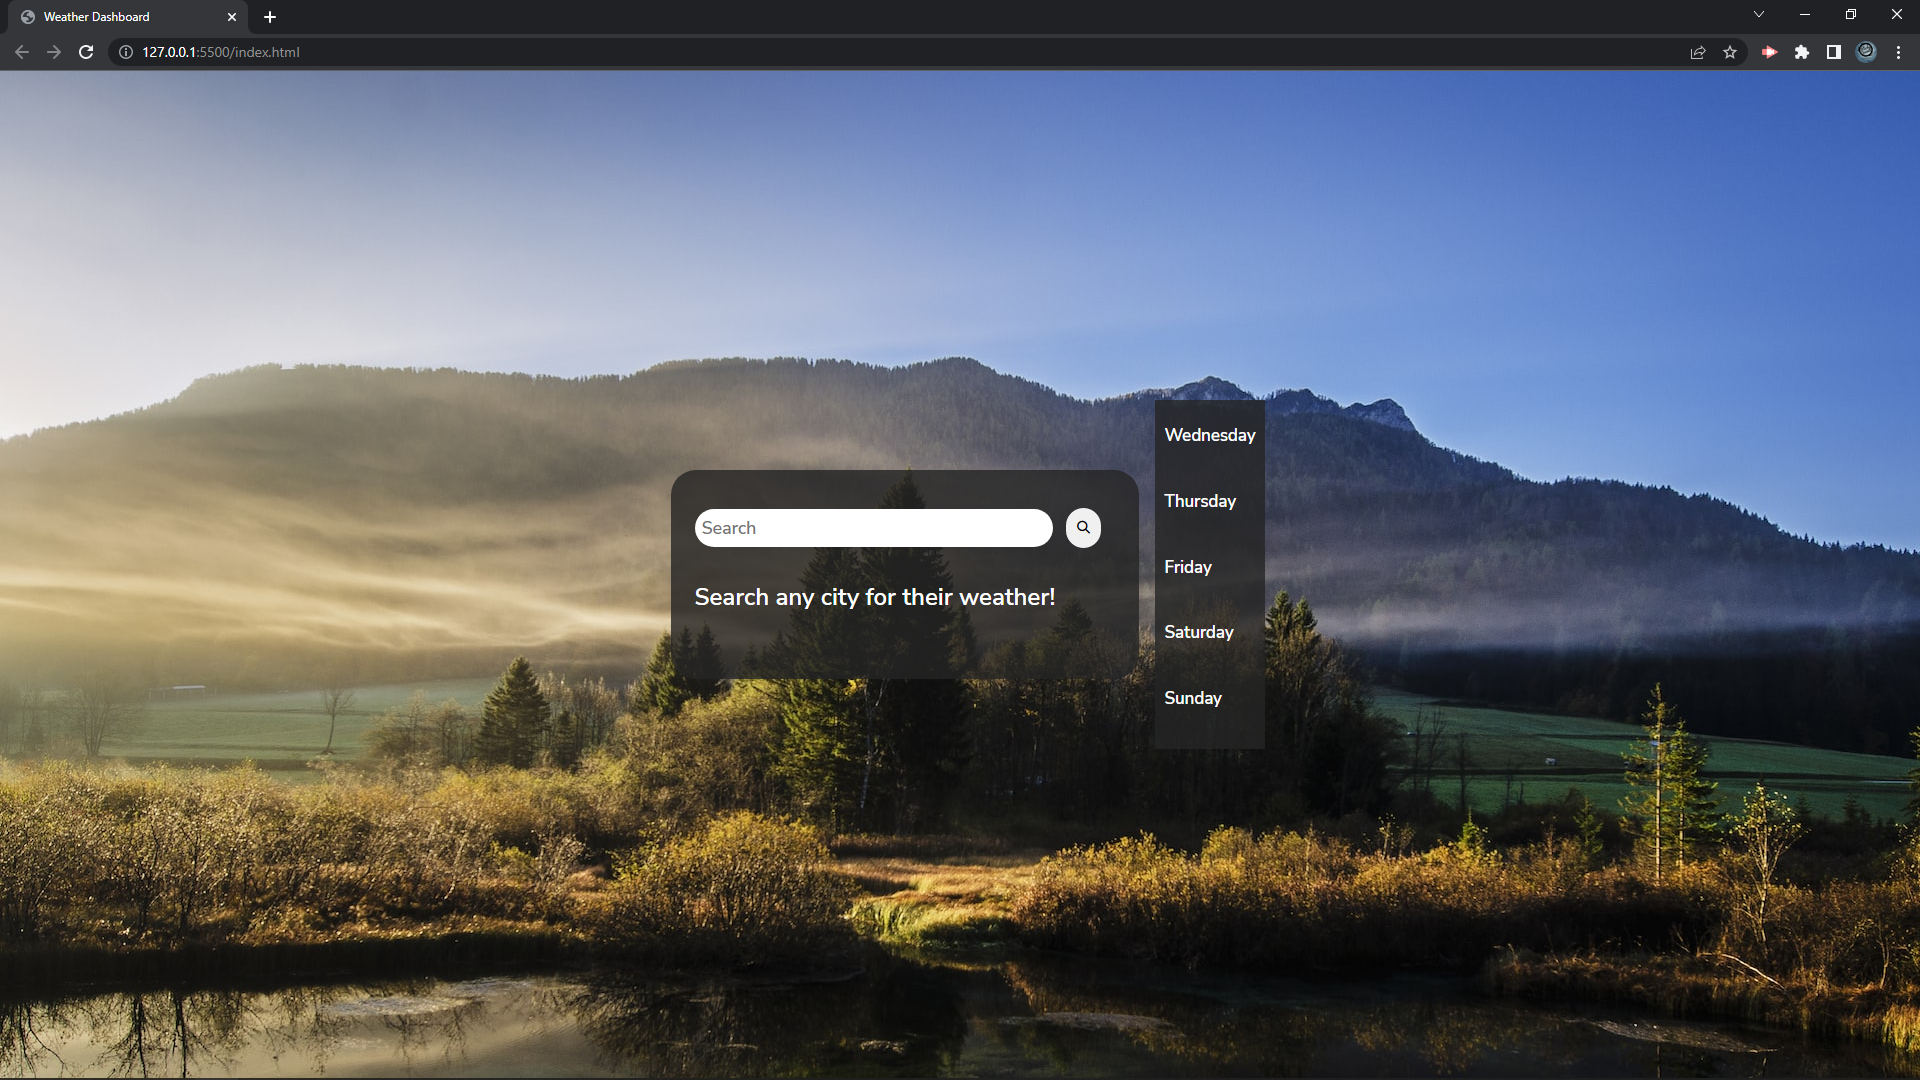 Weather Dashboard
127.0.0.1:5500/index.html
Search
Search any city for their weather!
Wednesday
Thursday
Friday
Saturday
Sunday